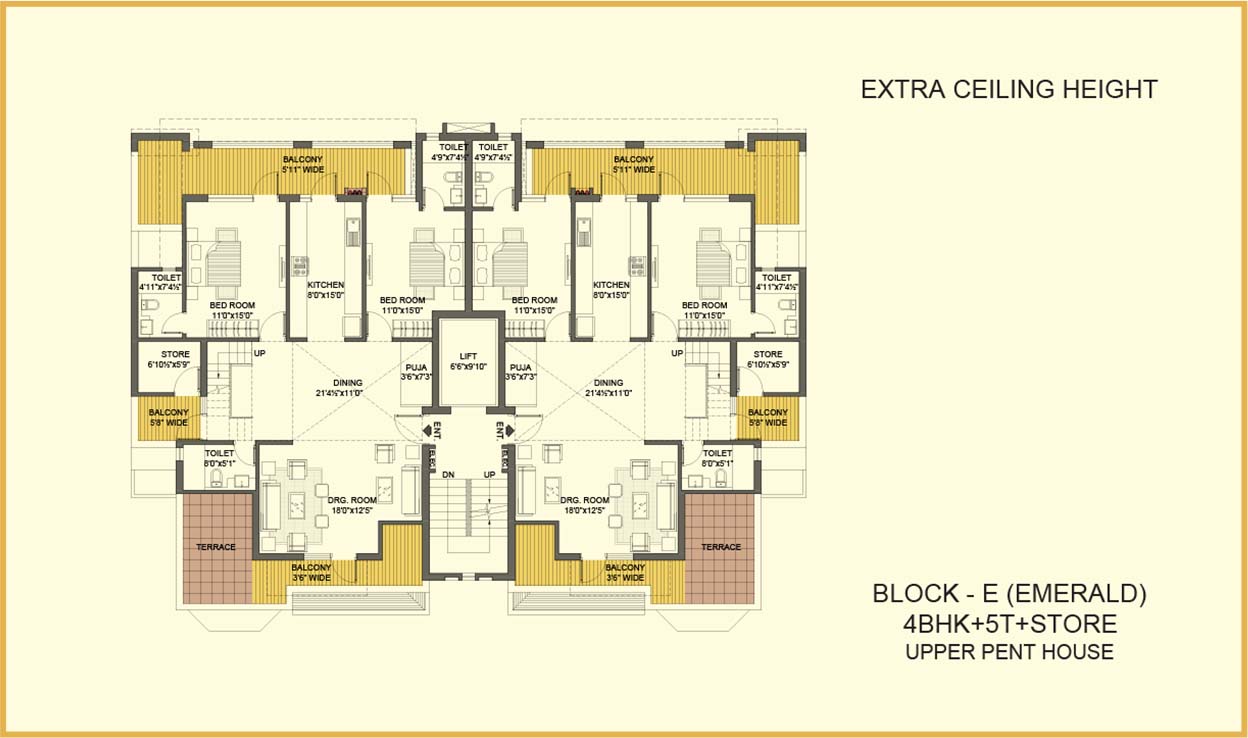 EXTRA CEILING HEIGHT
TOILET
4'9"x7'4½"
TOILET
4'9"x7'4½"
BALCONY
5'11" WIDE
BALCONY
5'11" WIDE
TOILET
4'11"x7'4½"
KITCHEN
8'0"x15'0"
BED ROOM
11'0"x15'0"
BED ROOM
11'0"x15'0"
BED ROOM
11'0"x15'0"
KITCHEN
8'0"x15'0"
BED ROOM
11'0"x15'0"
TOILET
4'11"x7'4½"
STORE
6'10½"x5'9"
UP
DINING
21'4½"x11'0"
PUJA
3'6"x7'3"
LIFT
6'6"x9'10"
PUJA
3'6"x7'3"
DINING
21'4½"x11'0"
UP
STORE
6'10½"x5'9"
BALCONY
5'8" WIDE
ENT.
ENT.
BALCONY
5'8" WIDE
TOILET
8'0"x5'1"
ELEC.
ELEC.
TOILET
8'0"x5'1"
DN
UP
DRG. ROOM
18'0"x12'5"
DRG. ROOM
18'0"x12'5"
TERRACE
TERRACE
BALCONY
3'6" WIDE
BALCONY
3'6" WIDE
BLOCK - E (EMERALD)
4BHK+5T+STORE
UPPER PENT HOUSE